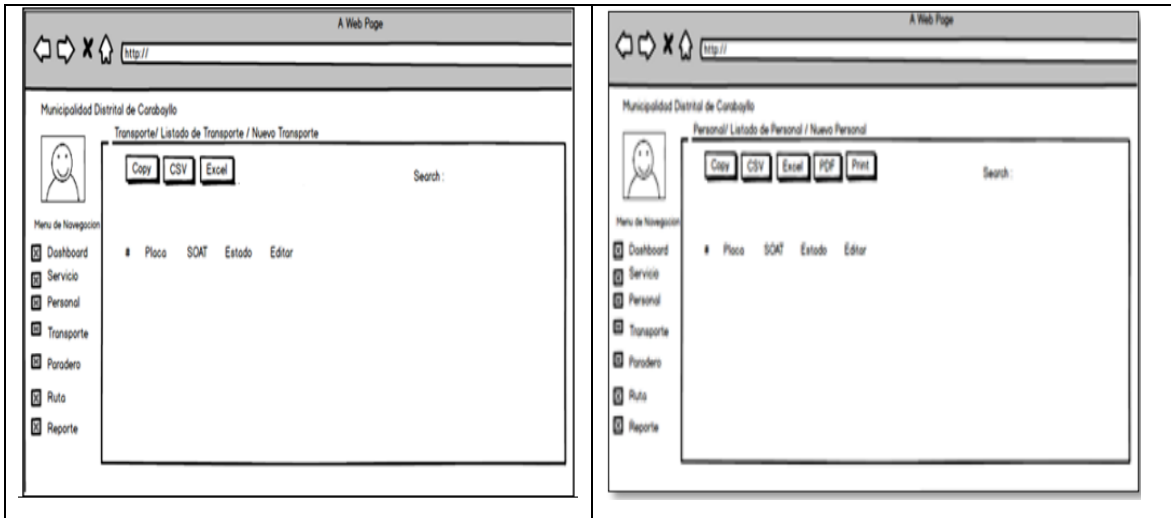 A Web Page
http://
Municipalidad Distrital de Carabayllo
Transporte/ Listado de Transporte / Nuevo Transporte
Copy CSV Excel
Search :
Menu de Navegacion
# Placa SOAT Estado Editar
Dashboard
Servicio
Personal
Transporte
Paradero
Ruta
Reporte
A Web Page
http://
Municipalidad Distrital de Carabayllo
Personal/ Listado de Personal / Nuevo Personal
Copy CSV Excel PDF Print
Search :
Menu de Navegacion
# Placa SOAT Estado Editar
Dashboard
Servicio
Personal
Transporte
Paradero
Ruta
Reporte